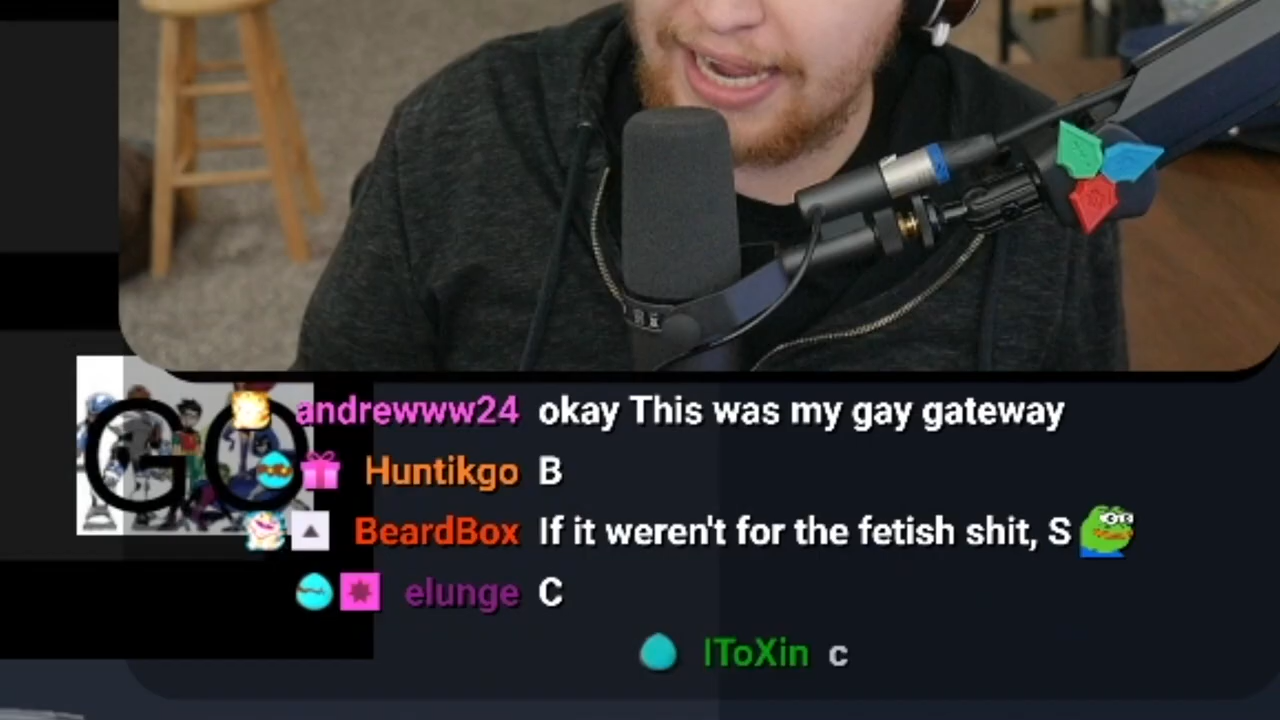 GO
andrewww24 okay This was my gay gateway
Huntikgo B
BeardBox If it weren't for the fetish shit, S
elunge C
IToXin c